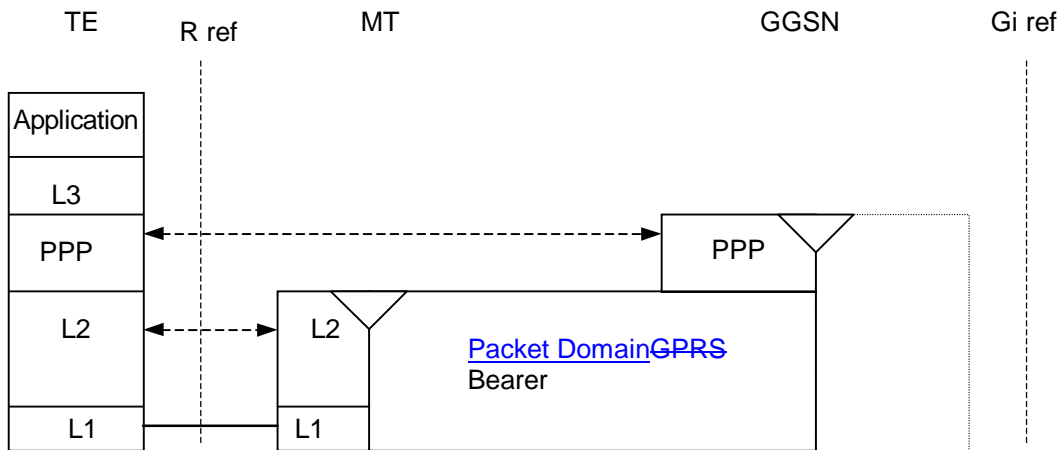 TE
R ref
MT
GGSN
Gi ref
Application
L3
PPP
PPP
L2
L2
Packet DomainGPRS
Bearer
L1
L1